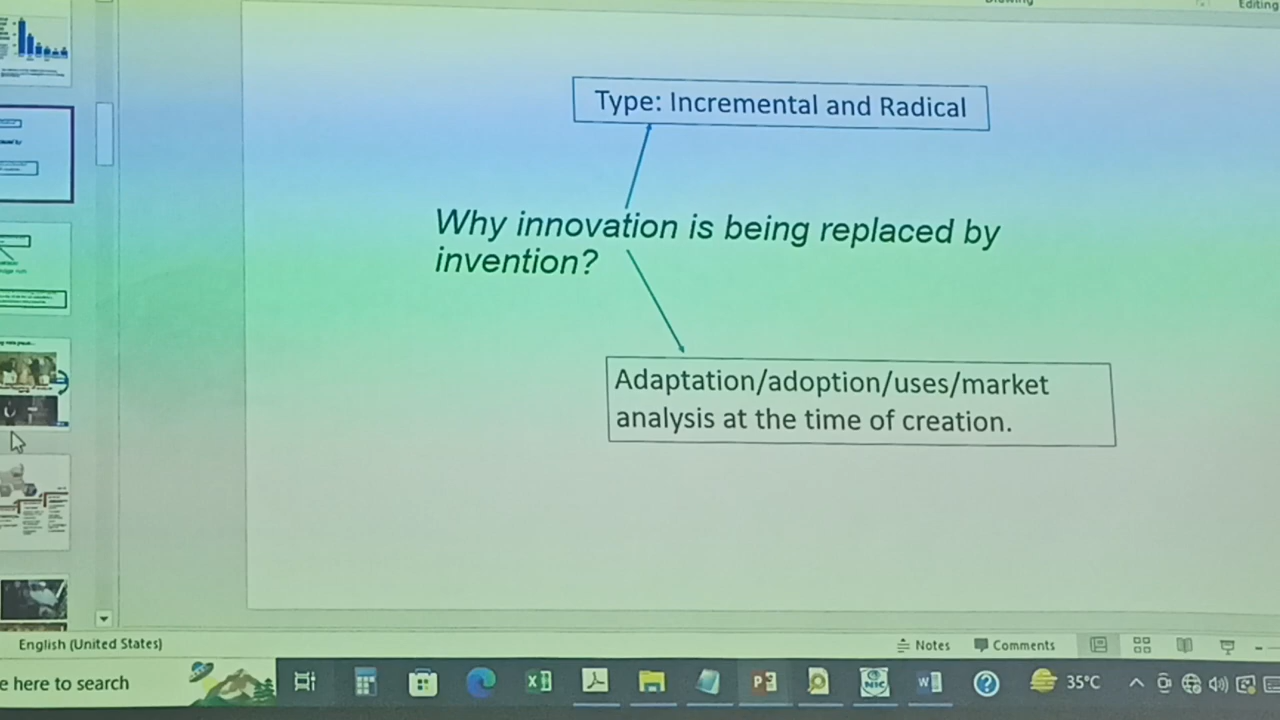 Editing
Type: Incremental and Radical
Why innovation is being replaced by
invention?
Adaptation/adoption/uses/market
analysis at the time of creation.
English (United States)
Notes
Comments
e here to search
NIC
35°C